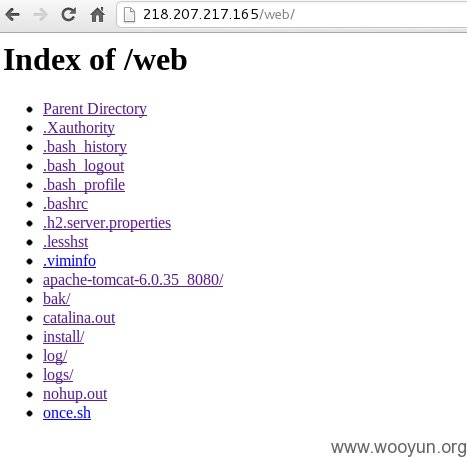 218.207.217.165/web/
Index of /web
Parent Directory
.Xauthority
.bash_history
.bash_logout
.bash_profile
.bashrc
.h2.server.properties
.lesshst
.viminfo
apache-tomcat-6.0.35_8080/
bak/
catalina.out
install/
log/
logs/
nohup.out
once.sh
www.wooyun.org